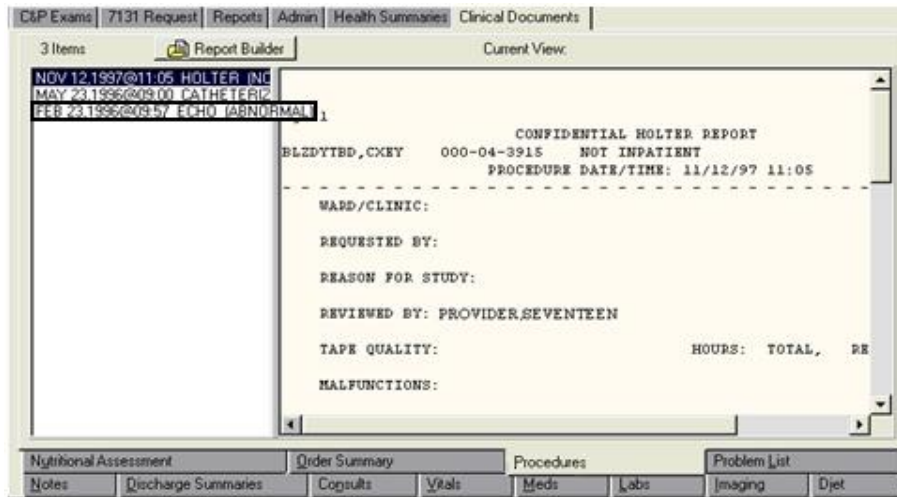 C&P Exams 7131 Request Reports Admin Health Summaries Clinical Documents
3 Items Report Builder Current View:
NOV 12,1997@11:05 HOLTER (NO
MAY 23,1996@09:00 CATHETERIZ
FEB 23,1996@09:57 ECHO (ABNORMAL)
1
CONFIDENTIAL HOLTER REPORT
BLZDYTBD,CXEY 000-04-3915 NOT INPATIENT
PROCEDURE DATE/TIME: 11/12/97 11:05
WARD/CLINIC:
REQUESTED BY:
REASON FOR STUDY:
REVIEWED BY: PROVIDER,SEVENTEEN
TAPE QUALITY: HOURS: TOTAL, RE
MALFUNCTIONS:
Nutritional Assessment Order Summary Procedures Problem List
Notes Discharge Summaries Consults Vitals Meds Labs Imaging Djet